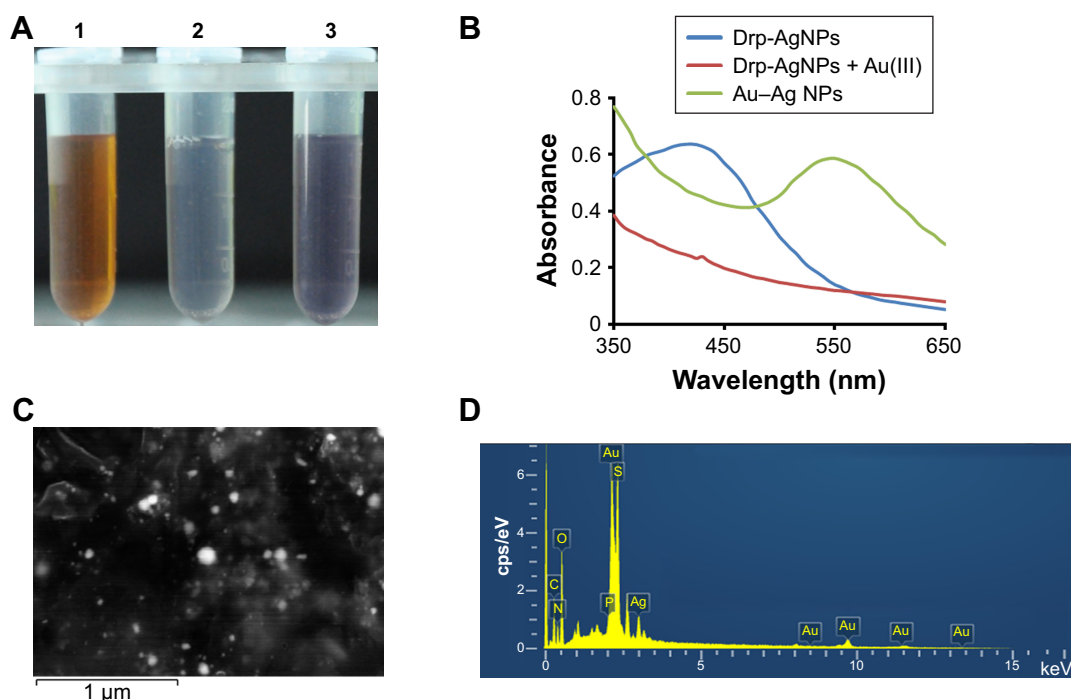 A
1 2 3
B
Drp-AgNPs
Drp-AgNPs + Au(III)
Au–Ag NPs
0.8
0.6
0.4
0.2
0
Absorbance
350 450 550 650
Wavelength (nm)
C
1 µm
D
cps/eV
6
4
2
0
Au
S
O
C
N
P
Ag
Au
Au
Au
Au
0 5 10 15
keV